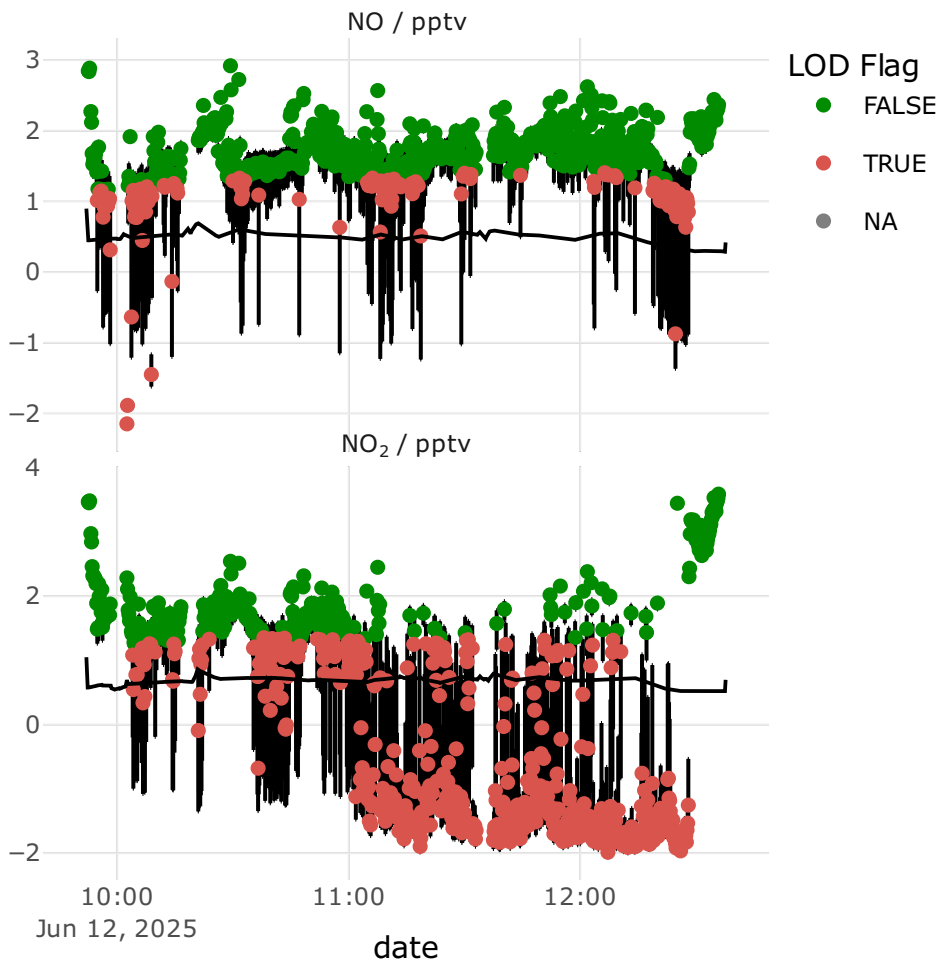 NO / pptv
3
2
1
0
−1
−2
NO₂ / pptv
4
2
0
−2
10:00
Jun 12, 2025
11:00
12:00
date
LOD Flag
FALSE
TRUE
NA